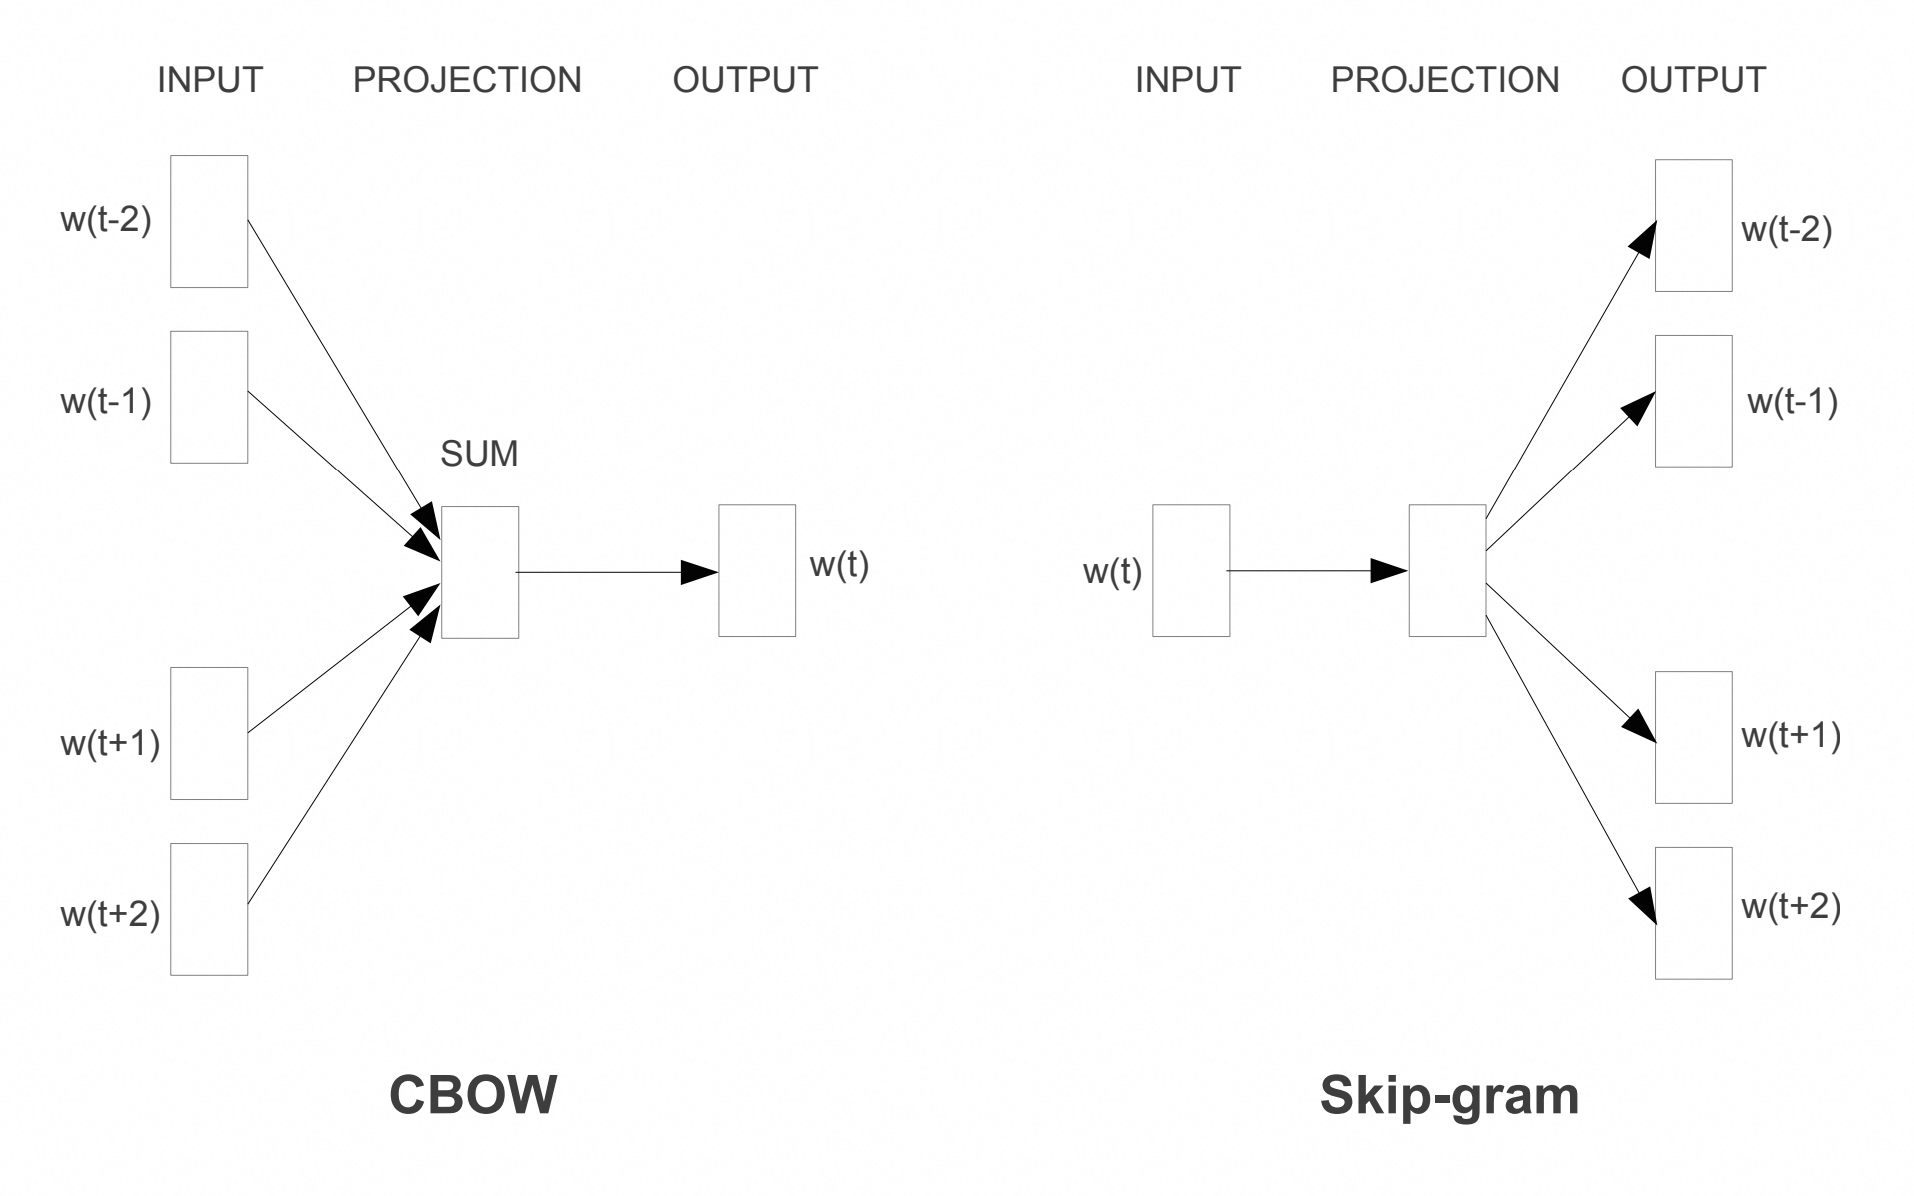 INPUT PROJECTION OUTPUT
w(t-2)
w(t-1)
SUM
w(t)
w(t+1)
w(t+2)
CBOW
INPUT PROJECTION OUTPUT
w(t-2)
w(t-1)
w(t)
w(t+1)
w(t+2)
Skip-gram